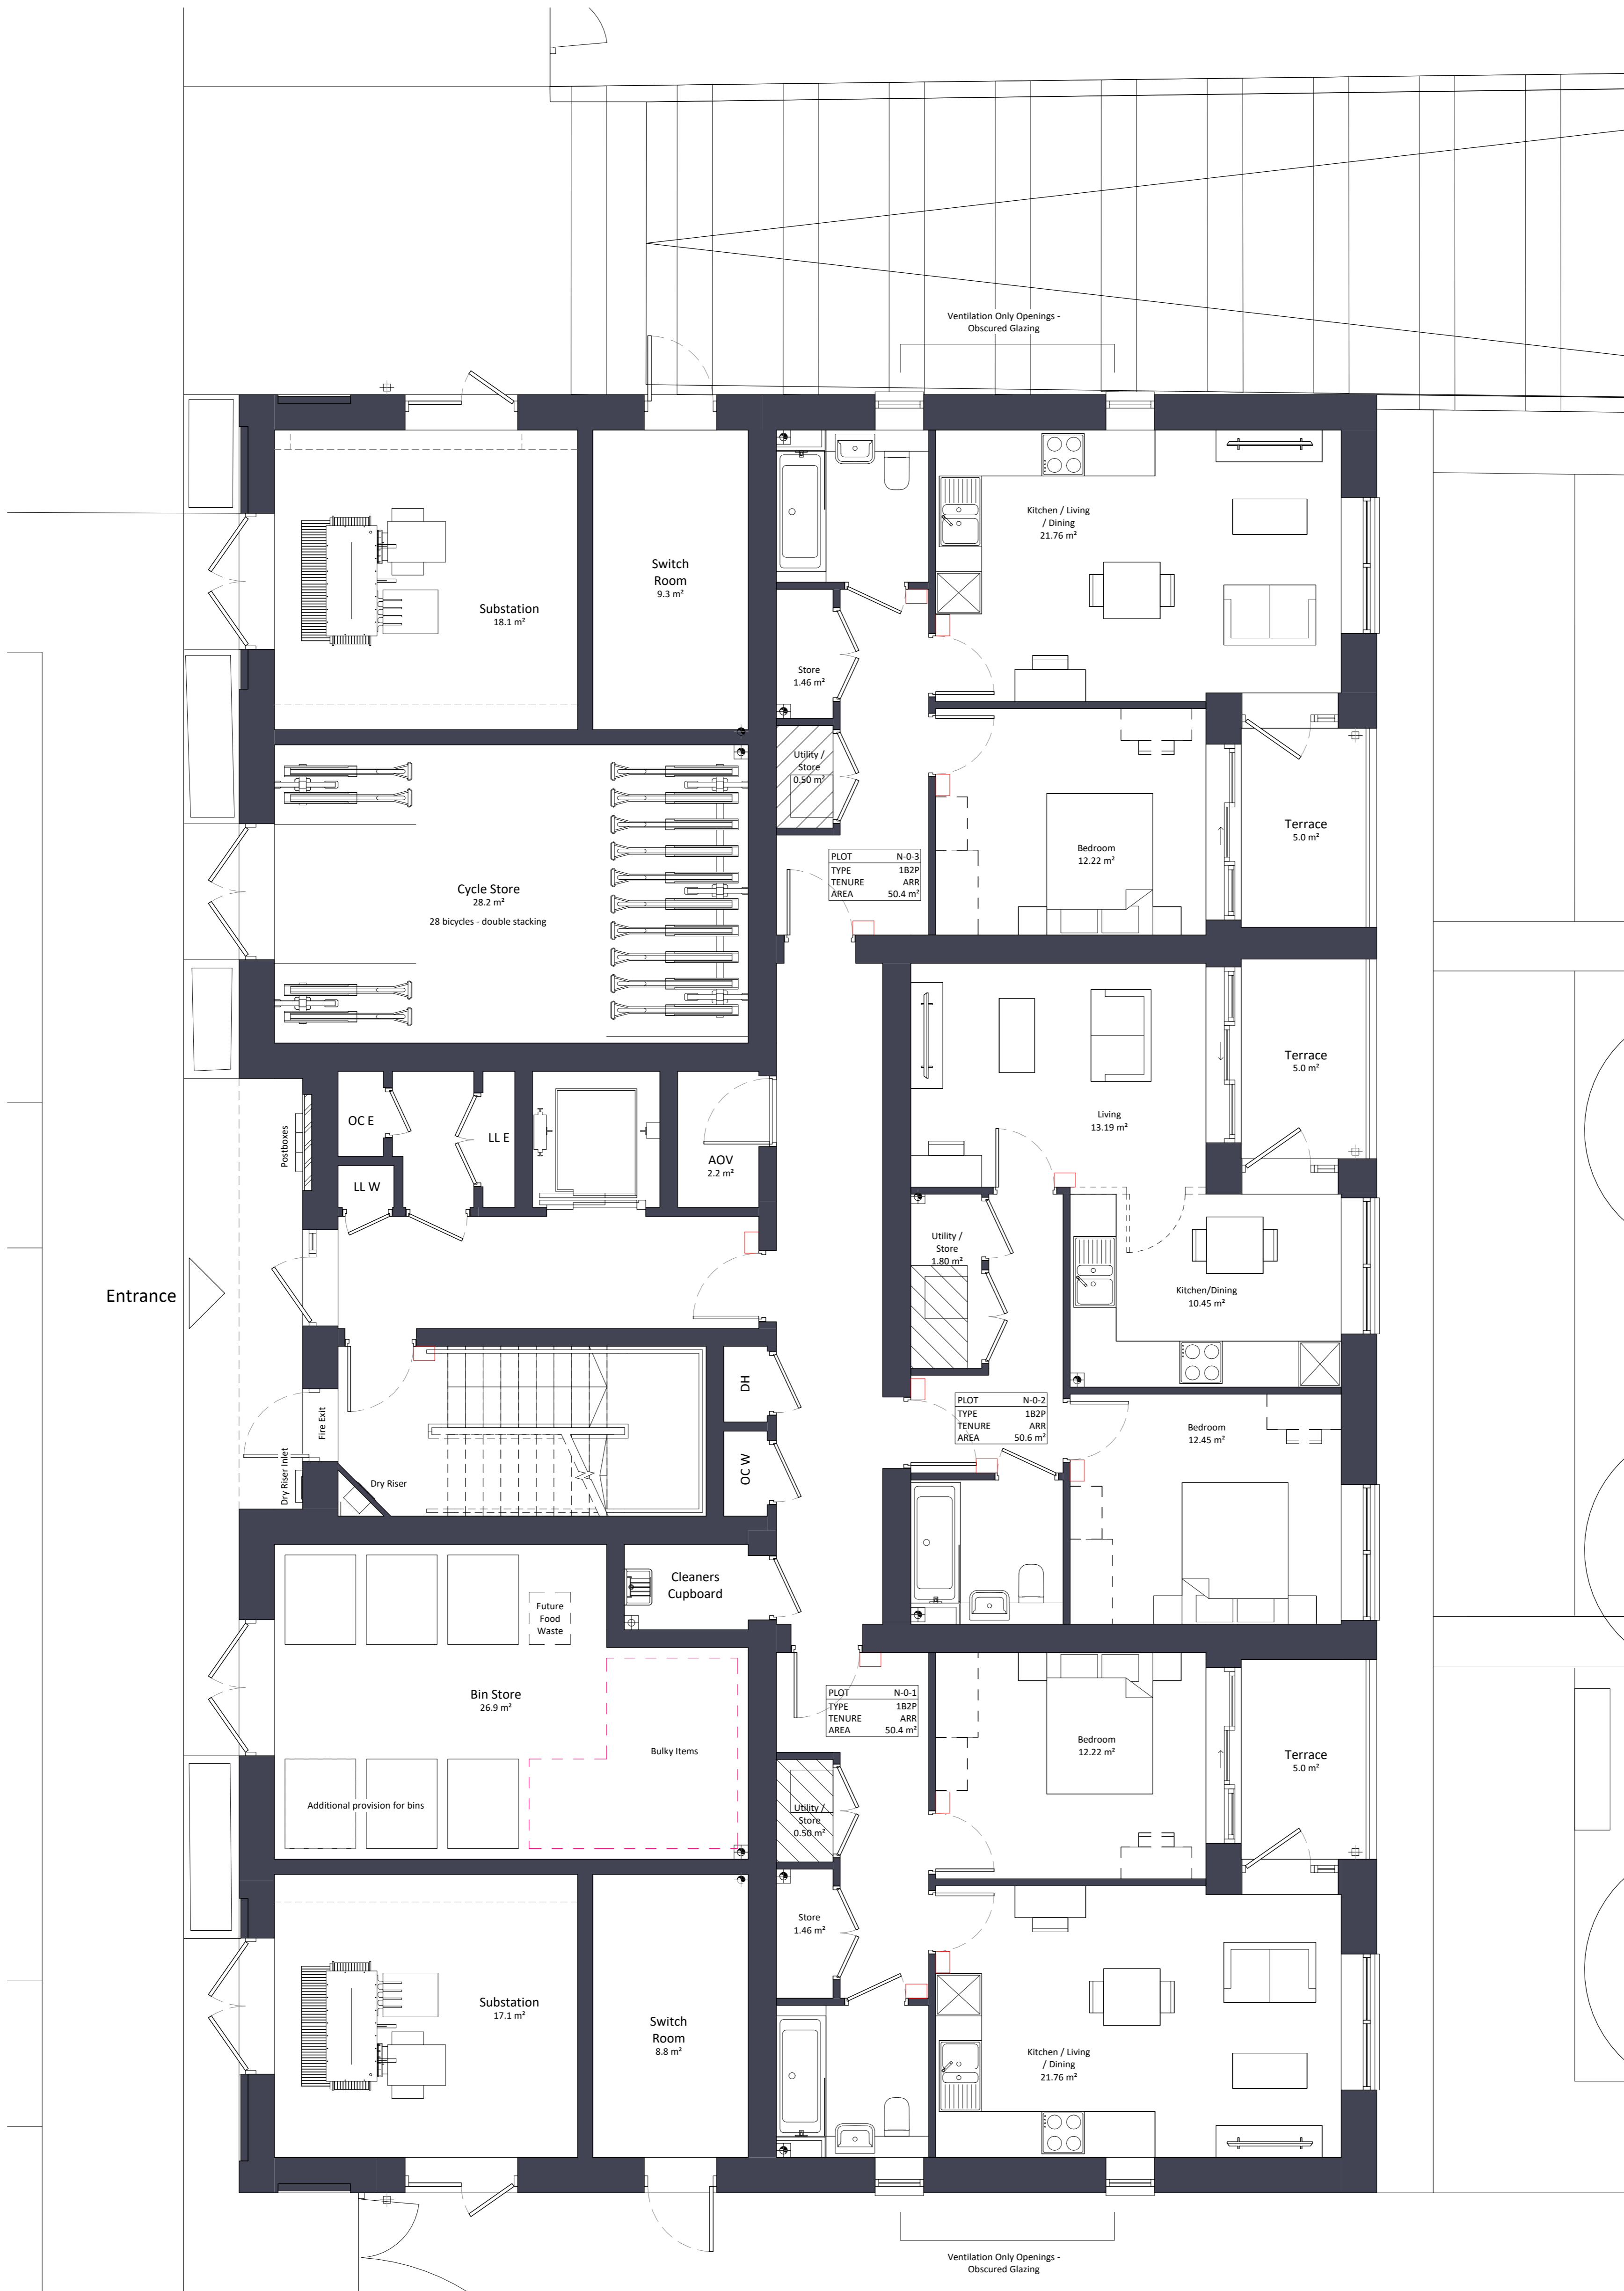 Ventilation Only Openings -
Obscured Glazing
Kitchen / Living
/ Dining
21.76 m²
Switch
Room
9.3 m²
Substation
18.1 m²
Store
1.46 m²
Utility /
Store
0.50 m²
Terrace
5.0 m²
Bedroom
12.22 m²
PLOT N-0-3
TYPE 1B2P
TENURE ARR
AREA 50.4 m²
Cycle Store
28.2 m²
28 bicycles - double stacking
Terrace
5.0 m²
Living
13.19 m²
Postboxes
OC E
LL E
LL W
AOV
2.2 m²
Utility /
Store
1.80 m²
Kitchen/Dining
10.45 m²
Entrance
DH
PLOT N-0-2
TYPE 1B2P
TENURE ARR
AREA 50.6 m²
Bedroom
12.45 m²
Fire Exit
OC W
Dry Riser Inlet
Dry Riser
Cleaners
Cupboard
Future
Food
Waste
Bin Store
26.9 m²
PLOT N-0-1
TYPE 1B2P
TENURE ARR
AREA 50.4 m²
Bulky Items
Bedroom
12.22 m²
Terrace
5.0 m²
Additional provision for bins
Utility /
Store
0.50 m²
Store
1.46 m²
Substation
17.1 m²
Switch
Room
8.8 m²
Kitchen / Living
/ Dining
21.76 m²
Ventilation Only Openings -
Obscured Glazing